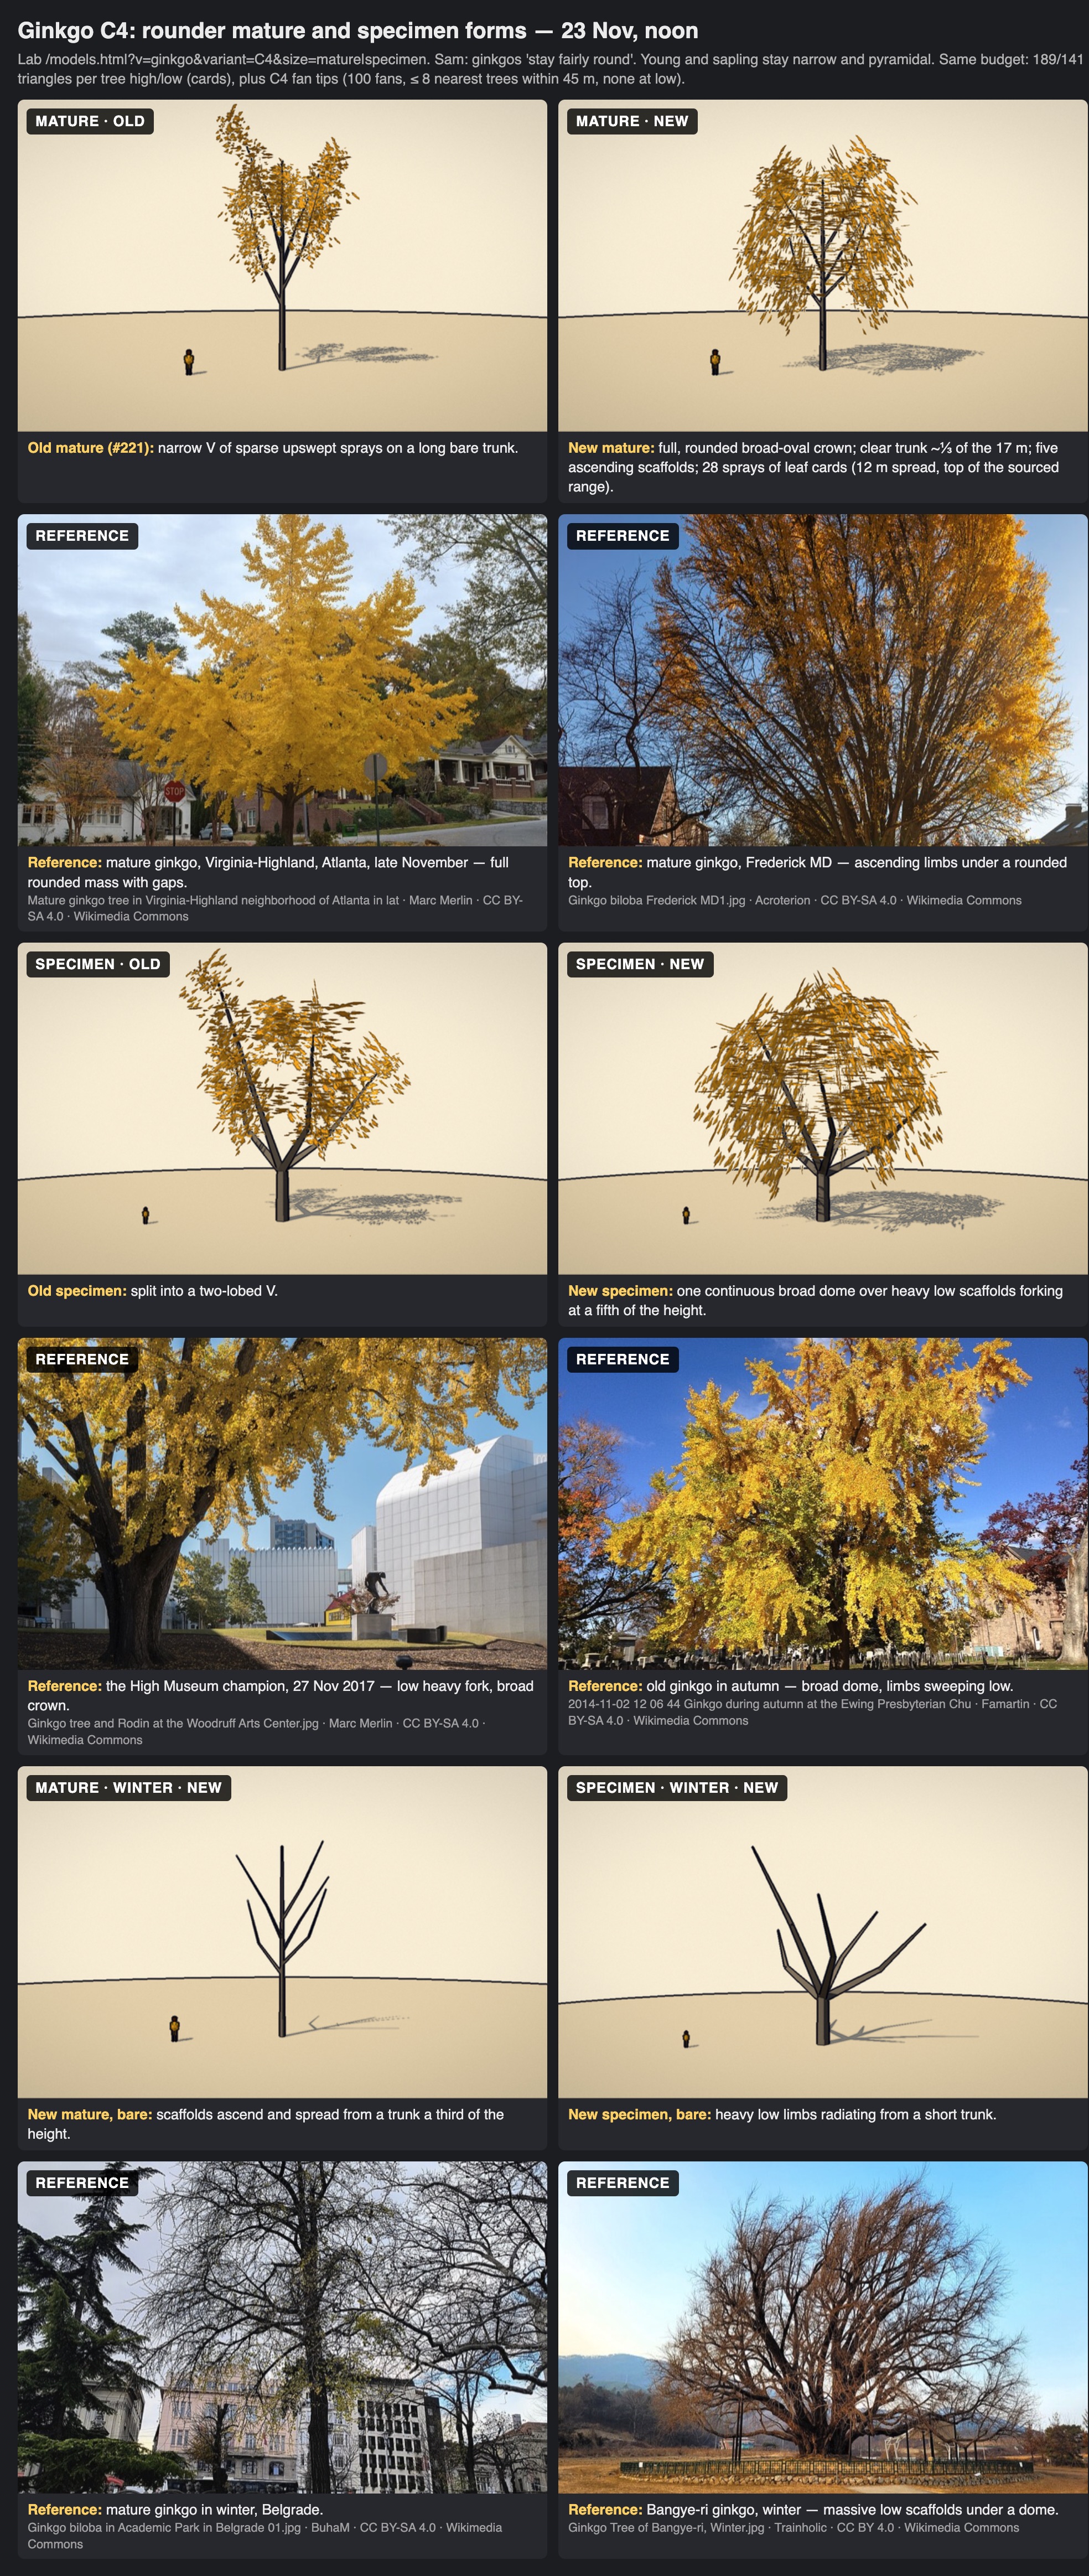 Ginkgo C4: rounder mature and specimen forms — 23 Nov, noon
Lab /models.html?v=ginkgo&variant=C4&size=mature|specimen. Sam: ginkgos 'stay fairly round'. Young and sapling stay narrow and pyramidal. Same budget: 189/141
triangles per tree high/low (cards), plus C4 fan tips (100 fans, ≤ 8 nearest trees within 45 m, none at low).
MATURE · OLD
MATURE · NEW
Old mature (#221): narrow V of sparse upswept sprays on a long bare trunk.
New mature: full, rounded broad-oval crown; clear trunk ~⅓ of the 17 m; five
ascending scaffolds; 28 sprays of leaf cards (12 m spread, top of the sourced
range).
REFERENCE
REFERENCE
STOP
Reference: mature ginkgo, Virginia-Highland, Atlanta, late November — full
rounded mass with gaps.
Mature ginkgo tree in Virginia-Highland neighborhood of Atlanta in lat · Marc Merlin · CC BY-
SA 4.0 · Wikimedia Commons
Reference: mature ginkgo, Frederick MD — ascending limbs under a rounded
top.
Ginkgo biloba Frederick MD1.jpg · Acroterion · CC BY-SA 4.0 · Wikimedia Commons
SPECIMEN · OLD
SPECIMEN · NEW
Old specimen: split into a two-lobed V.
New specimen: one continuous broad dome over heavy low scaffolds forking
at a fifth of the height.
REFERENCE
REFERENCE
Reference: the High Museum champion, 27 Nov 2017 — low heavy fork, broad
crown.
Ginkgo tree and Rodin at the Woodruff Arts Center.jpg · Marc Merlin · CC BY-SA 4.0 ·
Wikimedia Commons
Reference: old ginkgo in autumn — broad dome, limbs sweeping low.
2014-11-02 12 06 44 Ginkgo during autumn at the Ewing Presbyterian Chu · Famartin · CC
BY-SA 4.0 · Wikimedia Commons
MATURE · WINTER · NEW
SPECIMEN · WINTER · NEW
New mature, bare: scaffolds ascend and spread from a trunk a third of the
height.
New specimen, bare: heavy low limbs radiating from a short trunk.
REFERENCE
REFERENCE
Reference: mature ginkgo in winter, Belgrade.
Ginkgo biloba in Academic Park in Belgrade 01.jpg · BuhaM · CC BY-SA 4.0 · Wikimedia
Commons
Reference: Bangye-ri ginkgo, winter — massive low scaffolds under a dome.
Ginkgo Tree of Bangye-ri, Winter.jpg · Trainholic · CC BY 4.0 · Wikimedia Commons